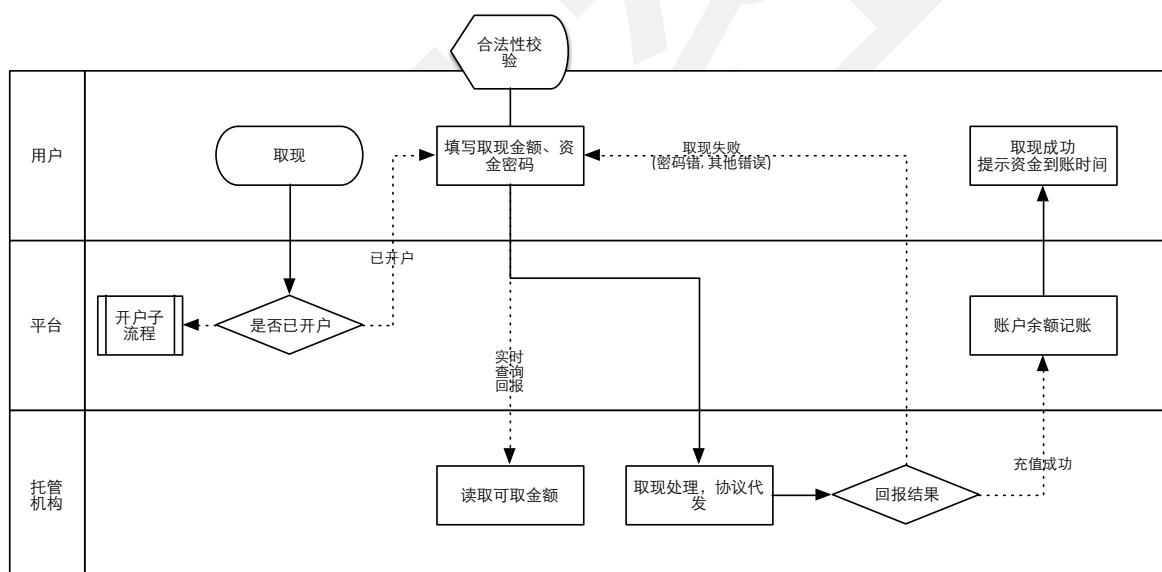 合法性校
验
用户
取现
填写取现金额、资
金密码
取现失败
(密码错, 其他错误)
取现成功
提示资金到账时间
已开户
平台
开户子
流程
是否已开户
实时
查询
回报
账户余额记账
托管
机构
读取可取金额
取现处理，协议代
发
回报结果
充值成功